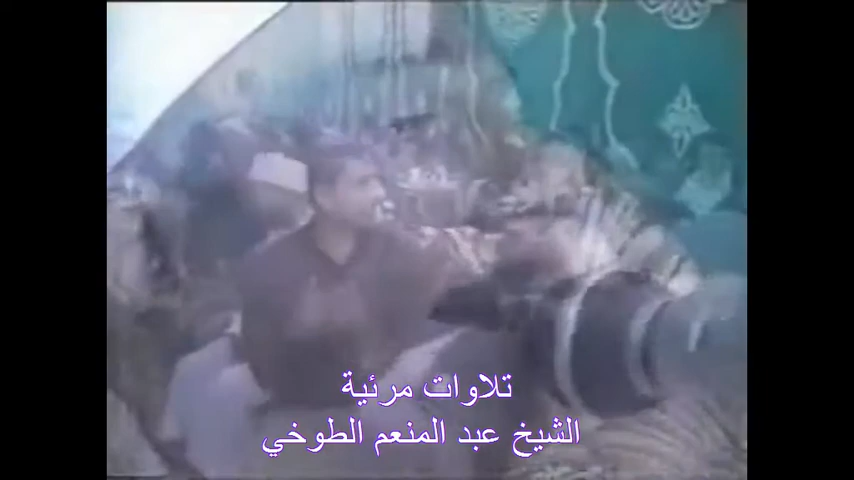 تلاوات مرئية
الشيخ عبد المنعم الطوخي